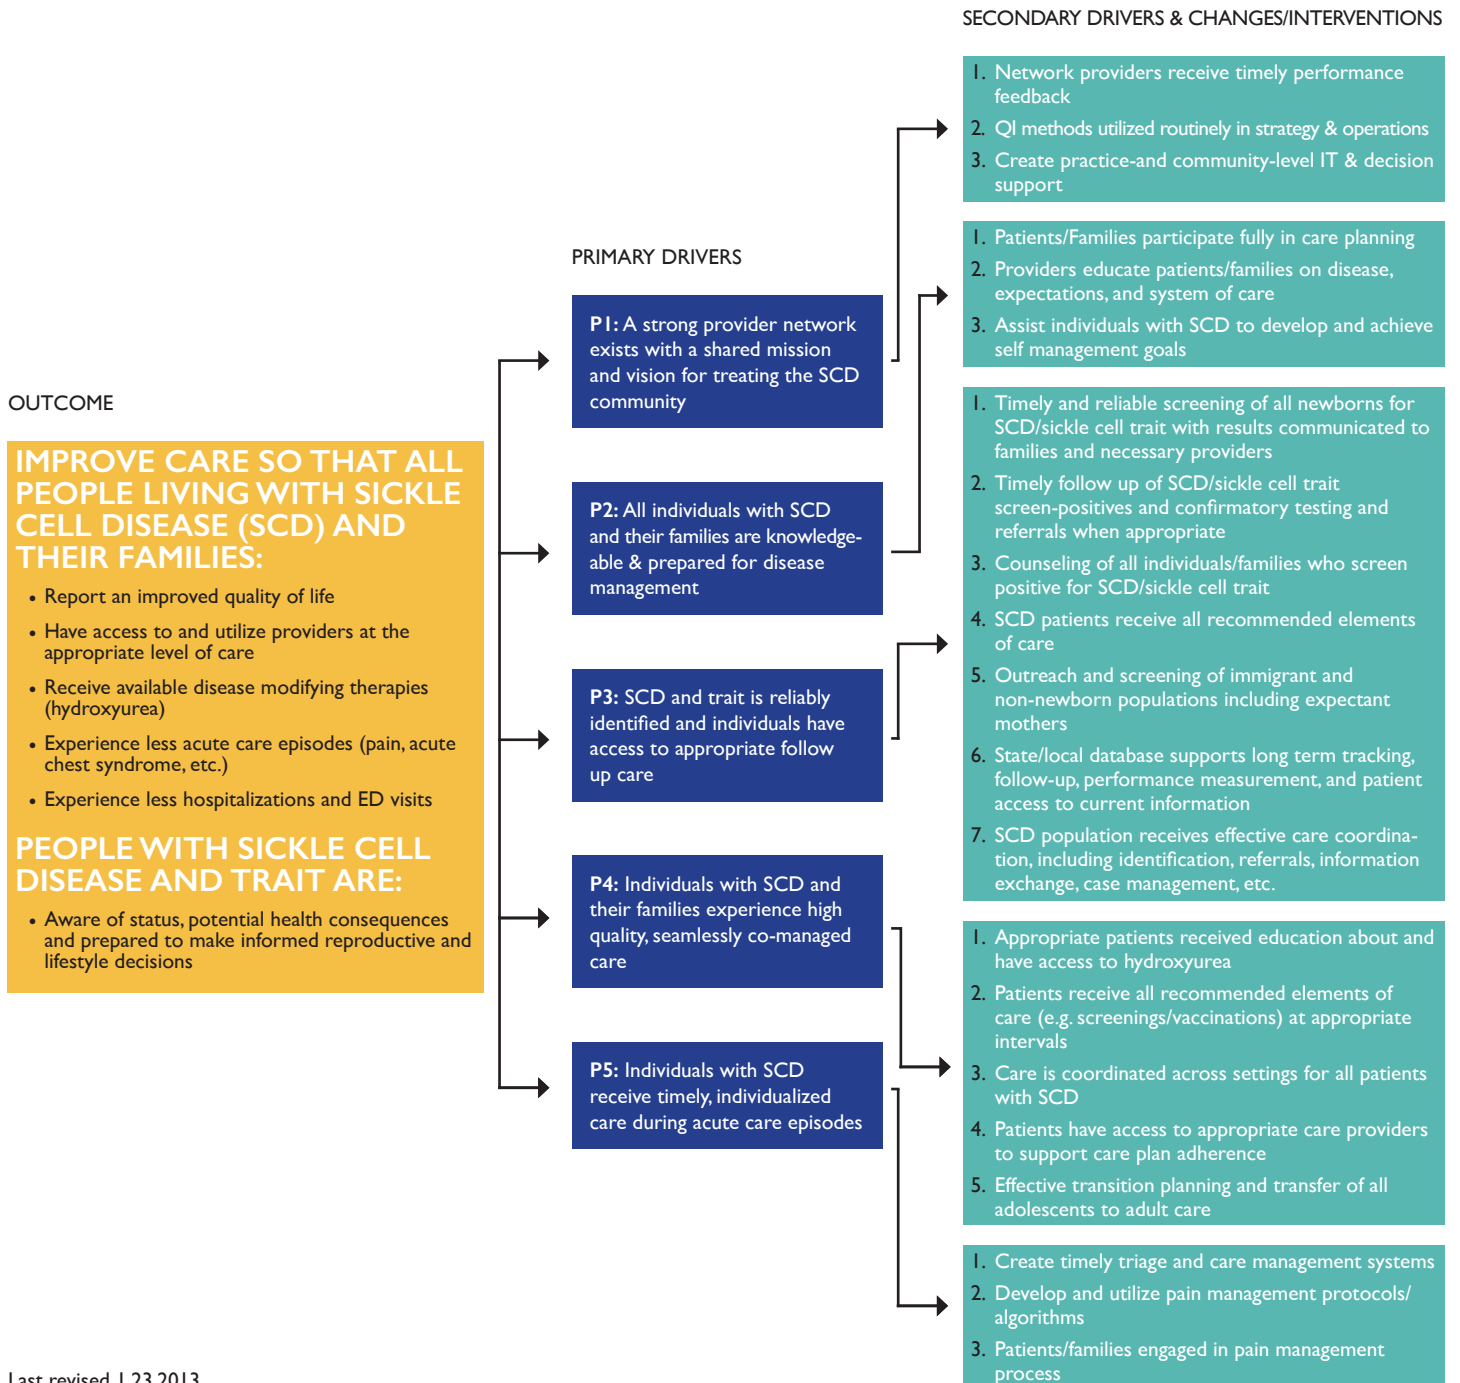 OUTCOME
IMPROVE CARE SO THAT ALL
PEOPLE LIVING WITH SICKLE
CELL DISEASE (SCD) AND
THEIR FAMILIES:
• Report an improved quality of life
• Have access to and utilize providers at the
appropriate level of care
• Receive available disease modifying therapies
(hydroxyurea)
• Experience less acute care episodes (pain, acute
chest syndrome, etc.)
• Experience less hospitalizations and ED visits
PEOPLE WITH SICKLE CELL
DISEASE AND TRAIT ARE:
• Aware of status, potential health consequences
and prepared to make informed reproductive and
lifestyle decisions
PRIMARY DRIVERS
P1: A strong provider network
exists with a shared mission
and vision for treating the SCD
community
P2: All individuals with SCD
and their families are knowledge-
able & prepared for disease
management
P3: SCD and trait is reliably
identified and individuals have
access to appropriate follow
up care
P4: Individuals with SCD and
their families experience high
quality, seamlessly co-managed
care
P5: Individuals with SCD
receive timely, individualized
care during acute care episodes
SECONDARY DRIVERS & CHANGES/INTERVENTIONS
1. Network providers receive timely performance
feedback
2. QI methods utilized routinely in strategy & operations
3. Create practice-and community-level IT & decision
support
1. Patients/Families participate fully in care planning
2. Providers educate patients/families on disease,
expectations, and system of care
3. Assist individuals with SCD to develop and achieve
self management goals
1. Timely and reliable screening of all newborns for
SCD/sickle cell trait with results communicated to
families and necessary providers
2. Timely follow up of SCD/sickle cell trait
screen-positives and confirmatory testing and
referrals when appropriate
3. Counseling of all individuals/families who screen
positive for SCD/sickle cell trait
4. SCD patients receive all recommended elements
of care
5. Outreach and screening of immigrant and
non-newborn populations including expectant
mothers
6. State/local database supports long term tracking,
follow-up, performance measurement, and patient
access to current information
7. SCD population receives effective care coordina-
tion, including identification, referrals, information
exchange, case management, etc.
1. Appropriate patients received education about and
have access to hydroxyurea
2. Patients receive all recommended elements of
care (e.g. screenings/vaccinations) at appropriate
intervals
3. Care is coordinated across settings for all patients
with SCD
4. Patients have access to appropriate care providers
to support care plan adherence
5. Effective transition planning and transfer of all
adolescents to adult care
1. Create timely triage and care management systems
2. Develop and utilize pain management protocols/
algorithms
3. Patients/families engaged in pain management
process
Last revised 1.23.2013